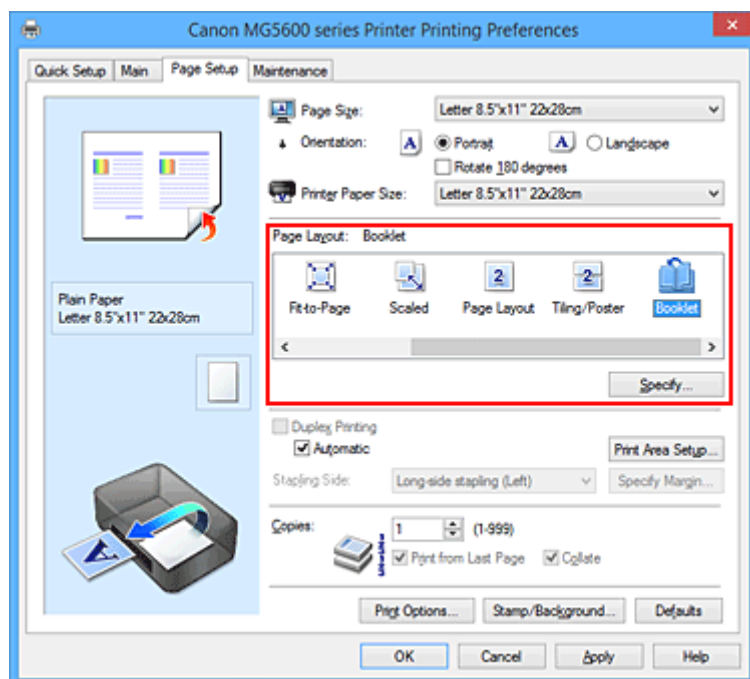 Canon MG5600 series Printer Printing Preferences
Quick Setup Main Page Setup Maintenance
Page Size: Letter 8.5"x11" 22x28cm
Orientation: A Portrait A Landscape
Rotate 180 degrees
Printer Paper Size: Letter 8.5"x11" 22x28cm
Page Layout: Booklet
2 2
Fit-to-Page Scaled Page Layout Tiling/Poster Booklet
Plain Paper
Letter 8.5"x11" 22x28cm
Specify...
Duplex Printing
Automatic Print Area Setup...
Stapling Side: Long-side stapling (Left) Specify Margin...
Copies: 1 (1-999)
Print from Last Page Collate
A
Print Options... Stamp/Background... Defaults
OK Cancel Apply Help